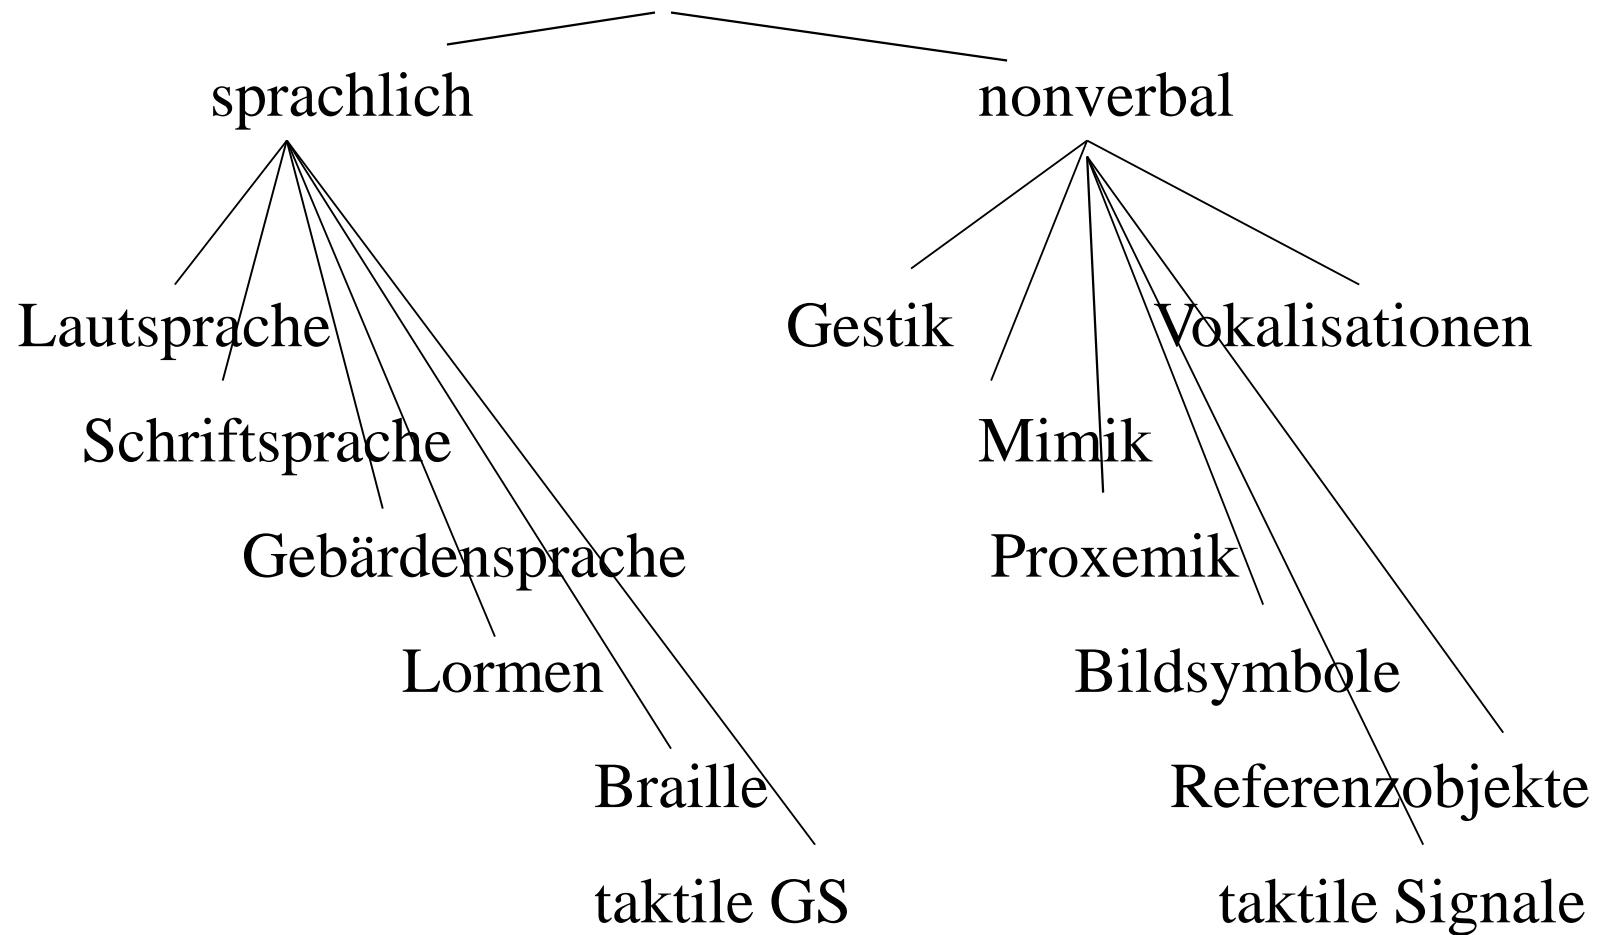 sprachlich nonverbal
Lautsprache Gestik Vokalisationen
Schriftsprache Mimik
Gebärdensprache Proxemik
Lormen Bildsymbole
Braille Referenzobjekte
taktile GS taktile Signale